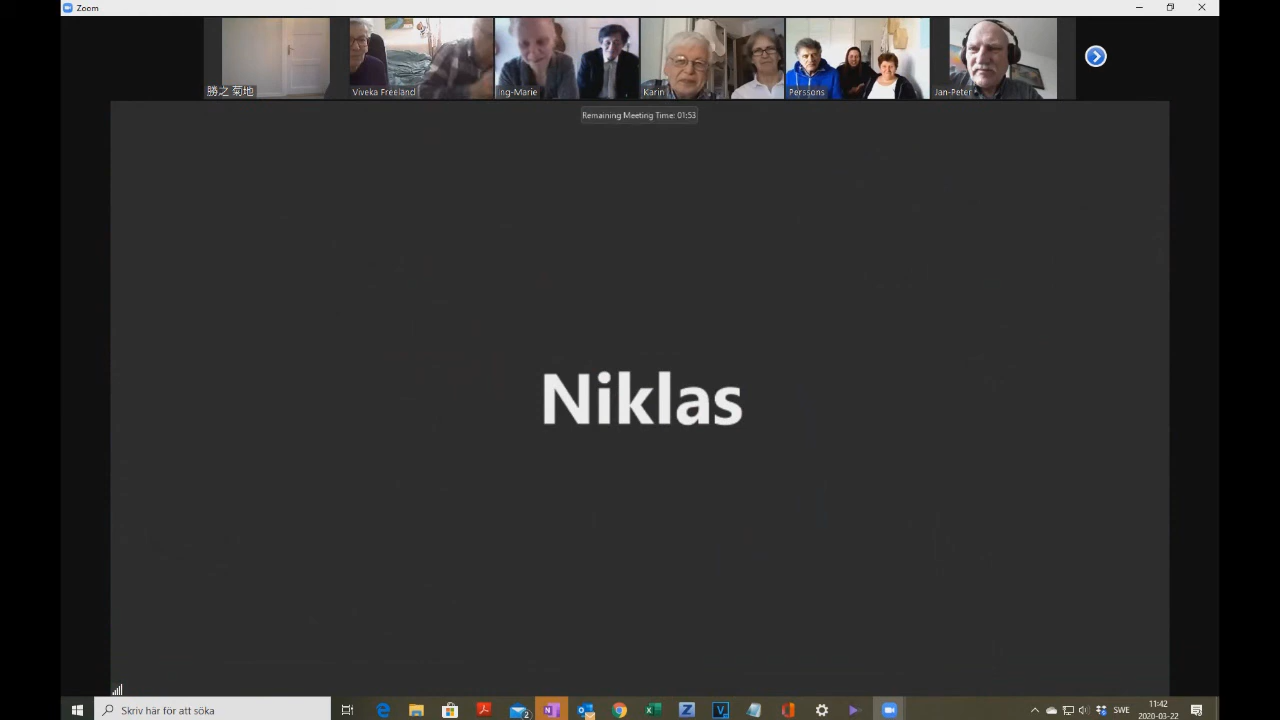 Zoom
勝之 菊地
Viveka Freeland
ng-Marie
Karin
Perssons
Jan-Peter
Remaining Meeting Time: 01:53
Niklas
Skriv här för att söka
2
SWE
11:42
2020-03-22